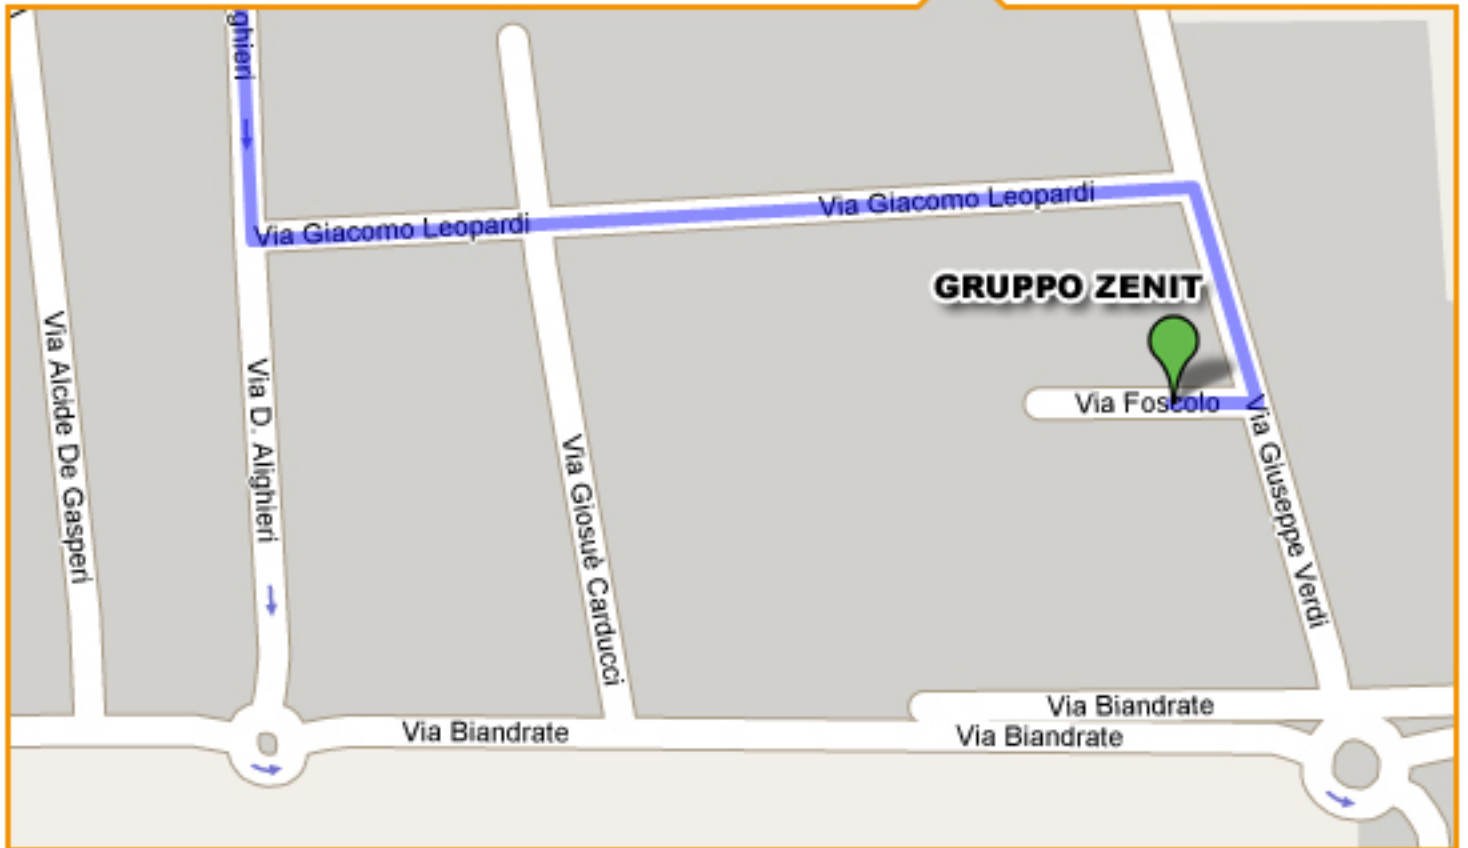 ghieri
Via Giacomo Leopardi
Via Giacomo Leopardi
GRUPPO ZENIT
Via Foscolo
Via Alcide De Gasperi
Via D. Alighieri
Via Giosuè Carducci
Via Giuseppe Verdi
Via Biandrate
Via Biandrate
Via Biandrate